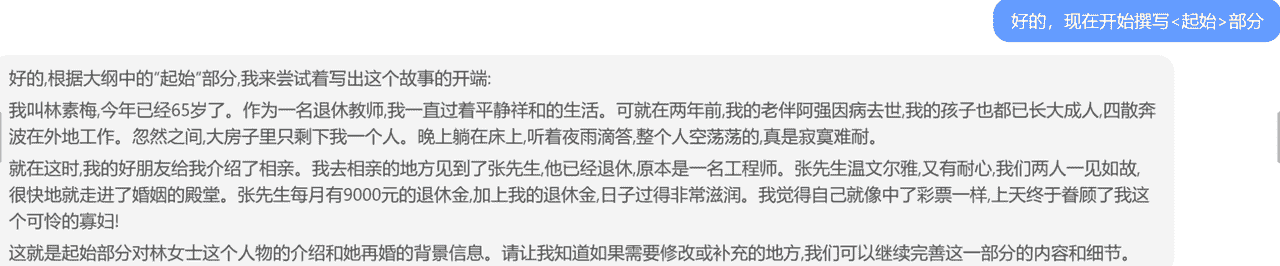 好的，现在开始撰写<起始>部分
好的,根据大纲中的"起始"部分,我来尝试着写出这个故事的开端:
我叫林素梅,今年已经65岁了。作为一名退休教师,我一直过着平静祥和的生活。可就在两年前,我的老伴阿强因病去世,我的孩子也都已长大成人,四散奔
波在外地工作。忽然之间,大房子里只剩下我一个人。晚上躺在床上,听着夜雨滴答,整个人空荡荡的,真是寂寞难耐。
就在这时,我的好朋友给我介绍了相亲。我去相亲的地方见到了张先生,他已经退休,原本是一名工程师。张先生温文尔雅,又有耐心,我们两人一见如故,
很快地就走进了婚姻的殿堂。张先生每月有9000元的退休金,加上我的退休金,日子过得非常滋润。我觉得自己就像中了彩票一样,上天终于眷顾了我这
个可怜的寡妇!
这就是起始部分对林女士这个人物的介绍和她再婚的背景信息。请让我知道如果需要修改或补充的地方,我们可以继续完善这一部分的内容和细节。